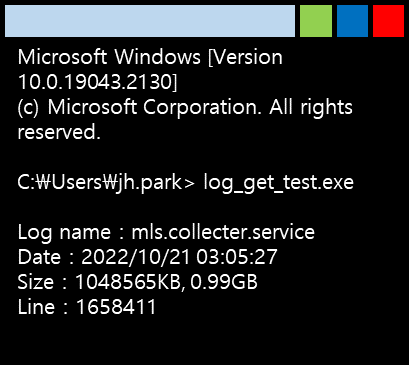 Microsoft Windows [Version
10.0.19043.2130]
(c) Microsoft Corporation. All rights
reserved.
C:₩Users₩jh.park> log_get_test.exe
Log name : mls.collecter.service
Date : 2022/10/21 03:05:27
Size : 1048565KB, 0.99GB
Line : 1658411